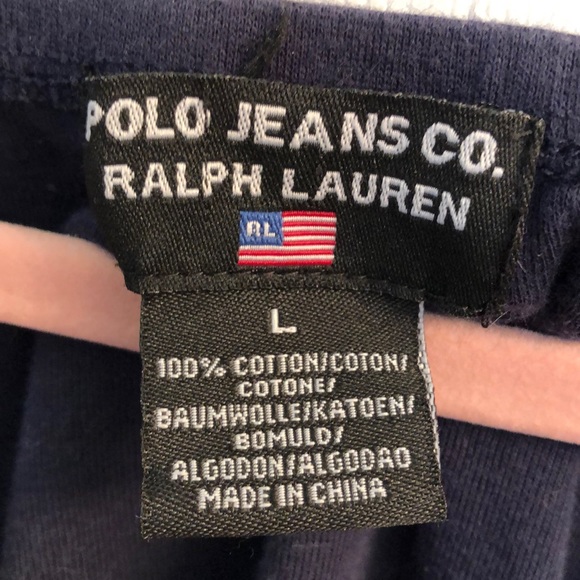 POLO JEANS CO.
RALPH LAUREN
RL
L
100% COTTON/COTON/
COTONE/
BAUMWOLLE/KATOEN/
BOMULD/
ALGODON/ALGODAO
MADE IN CHINA